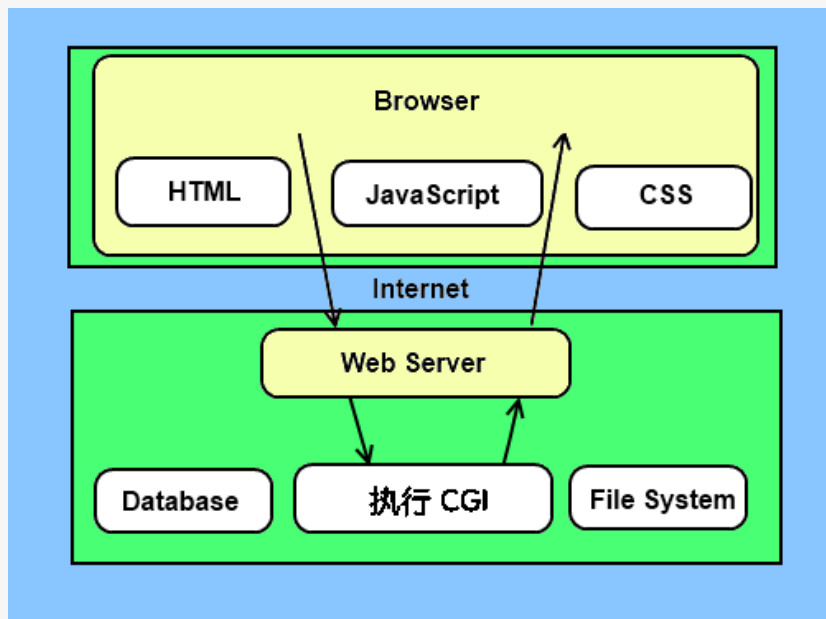 Browser
HTML
JavaScript
CSS
Internet
Web Server
Database
执行 CGI
File System